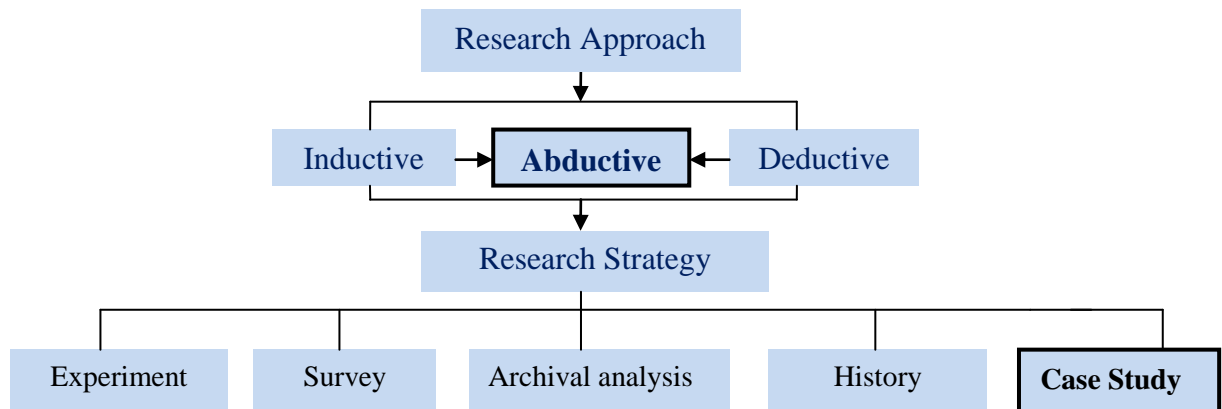 Research Approach
Inductive
Abductive
Deductive
Research Strategy
Experiment
Survey
Archival analysis
History
Case Study